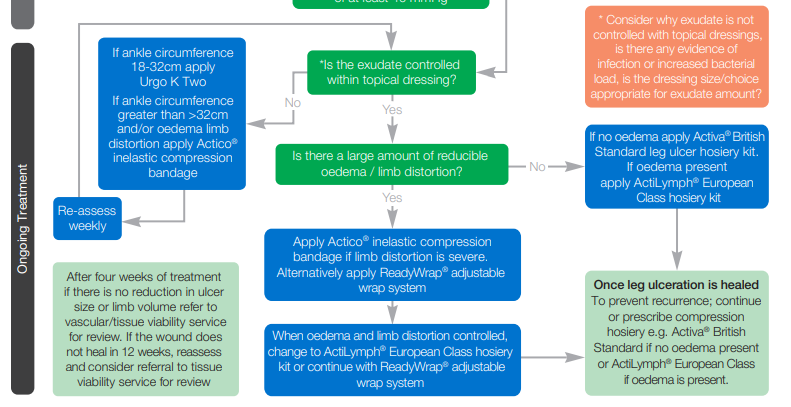 of at least 40 mmHg
* Consider why exudate is not
controlled with topical dressings,
is there any evidence of
infection or increased bacterial
load, is the dressing size/choice
appropriate for exudate amount?
If ankle circumference
18-32cm apply
Urgo K Two
If ankle circumference
greater than >32cm
and/or oedema limb
distortion apply Actico®
inelastic compression
bandage
*Is the exudate controlled
within topical dressing?
No
Yes
Is there a large amount of reducible
oedema / limb distortion?
No
If no oedema apply Activa® British
Standard leg ulcer hosiery kit.
If oedema present
apply ActiLymph® European
Class hosiery kit
Ongoing Treatment
Re-assess
weekly
Yes
Apply Actico® inelastic compression
bandage if limb distortion is severe.
Alternatively apply ReadyWrap® adjustable
wrap system
After four weeks of treatment
if there is no reduction in ulcer
size or limb volume refer to
vascular/tissue viability service
for review. If the wound does
not heal in 12 weeks, reassess
and consider referral to tissue
viability service for review
When oedema and limb distortion controlled,
change to ActiLymph® European Class hosiery
kit or continue with ReadyWrap® adjustable
wrap system
Once leg ulceration is healed
To prevent recurrence; continue
or prescribe compression
hosiery e.g. Activa® British
Standard if no oedema present
or ActiLymph® European Class
if oedema is present.